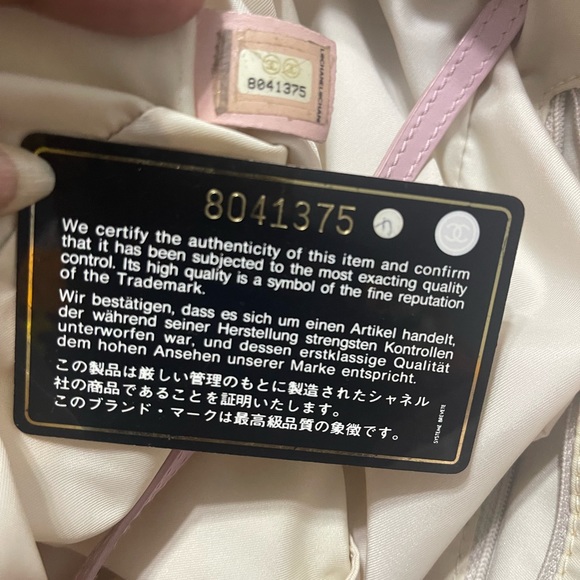 8041375
8041375
We certify the authenticity of this item and confirm
that it has been subjected to the most exacting quality
control. Its high quality is a symbol of the fine reputation
of the Trademark.
Wir bestätigen, dass es sich um einen Artikel handelt,
der während seiner Herstellung strengsten Kontrollen
unterworfen war, und dessen erstklassige Qualität
dem hohen Ansehen unserer Marke entspricht.
この製品は厳しい管理のもとに製造されたシャネル
社の商品であることを証明いたします。
このブランド・マークは最高級品質の象徴です。
SYSTEME BREVETE